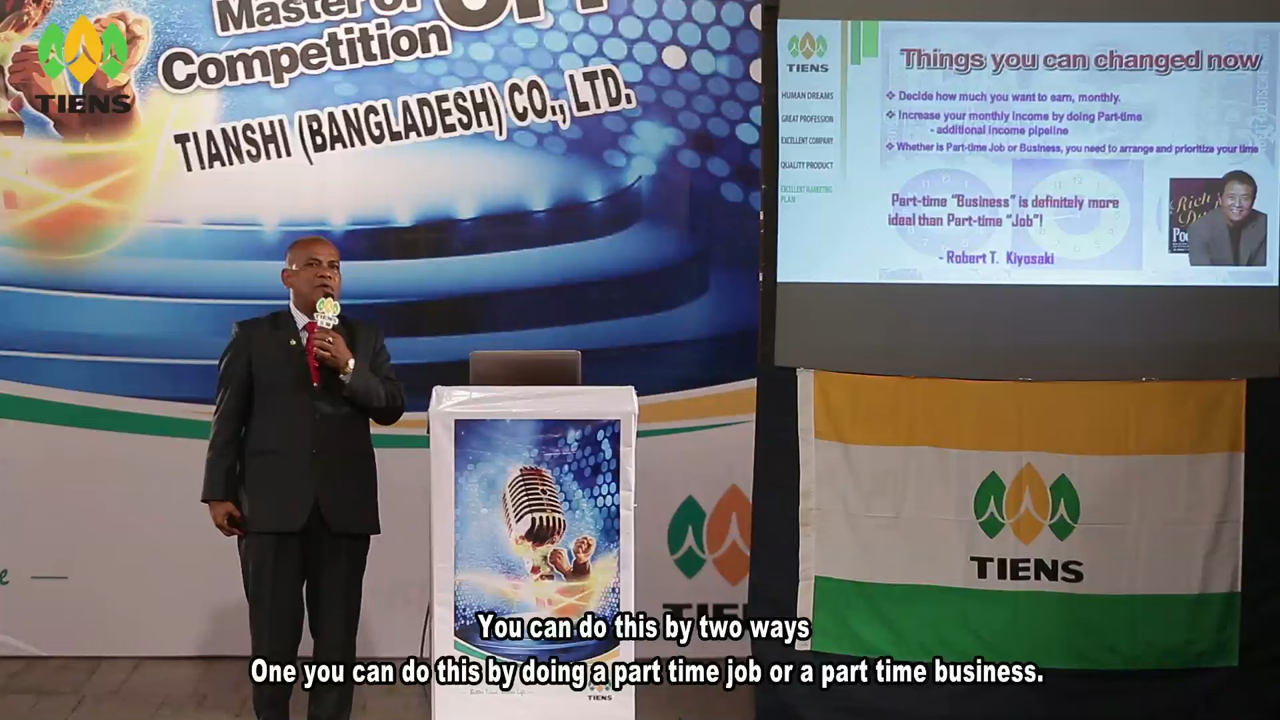 Master of
Competition
TIANSHI (BANGLADESH) CO., LTD.
TIENS
TIENS
HUMAN DREAMS
GREAT PROFESSION
EXCELLENT COMPANY
QUALITY PRODUCT
EXCELLENT MARKETING
PLAN
Things you can changed now
❖ Decide how much you want to earn, monthly.
❖ Increase your monthly income by doing Part-time
- additional income pipeline
❖ Whether is Part-time Job or Business, you need to arrange and prioritize your time
Part-time "Business" is definitely more
ideal than Part-time "Job"!
- Robert T. Kiyosaki
Rich
TIENS
TIENS
TIENS
You can do this by two ways
One you can do this by doing a part time job or a part time business.
TIENS